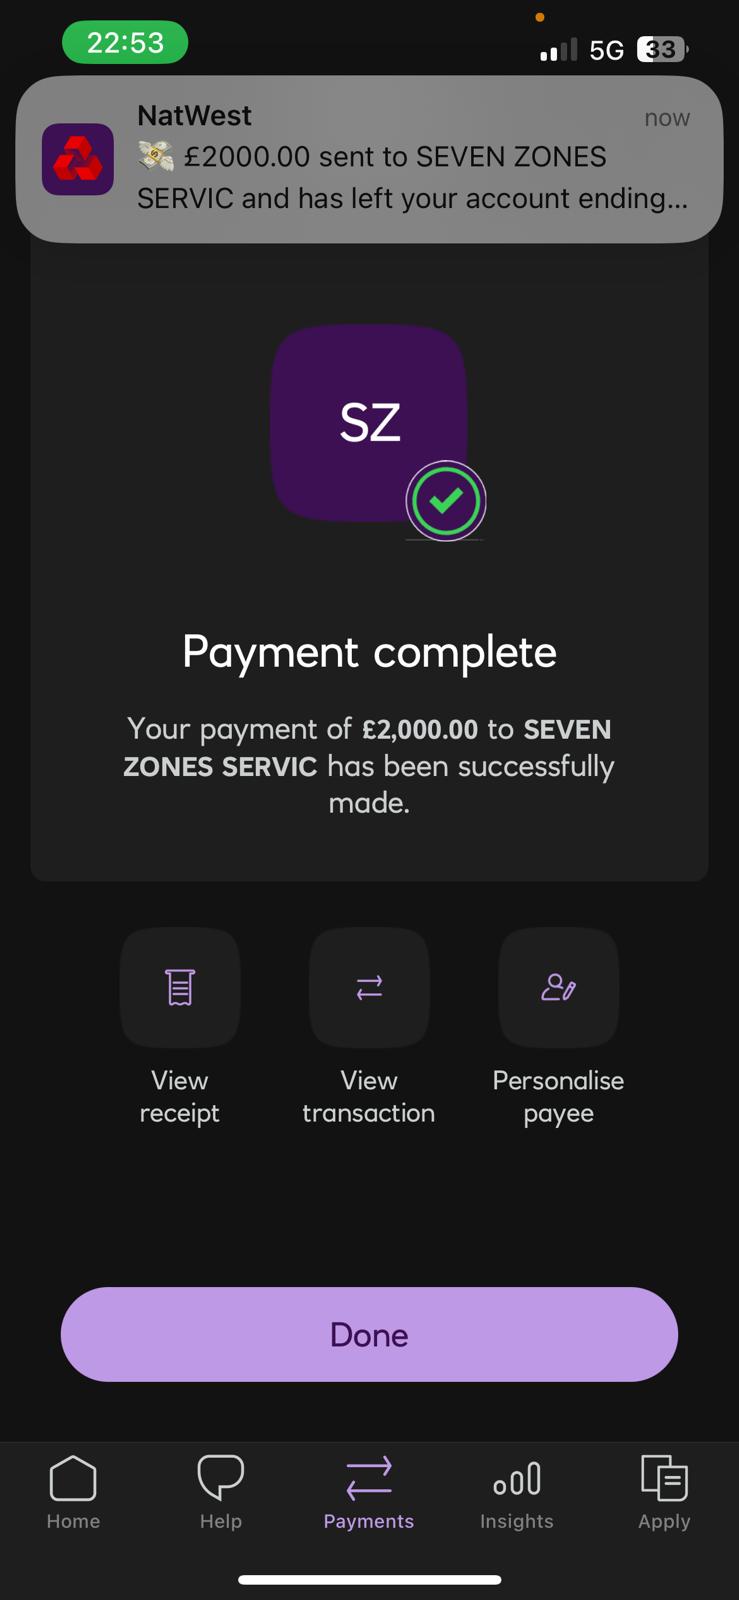 22:53
5G 33
NatWest now
💸 £2000.00 sent to SEVEN ZONES
SERVIC and has left your account ending...
SZ
Payment complete
Your payment of £2,000.00 to SEVEN
ZONES SERVIC has been successfully
made.
View
receipt
View
transaction
Personalise
payee
Done
Home
Help
Payments
Insights
Apply